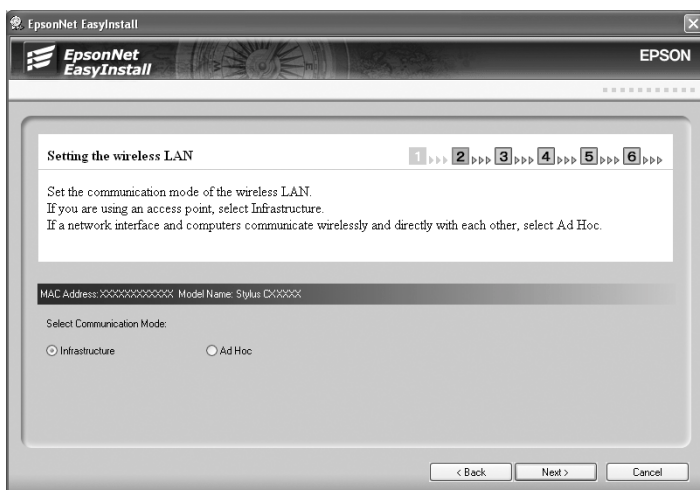 EpsonNet EasyInstall
EpsonNet
EasyInstall
EPSON
Setting the wireless LAN
1 2 3 4 5 6
Set the communication mode of the wireless LAN.
If you are using an access point, select Infrastructure.
If a network interface and computers communicate wirelessly and directly with each other, select Ad Hoc.
MAC Address: XXXXXXXXXXXX Model Name: Stylus CXXXXX
Select Communication Mode:
Infrastructure Ad Hoc
< Back Next > Cancel